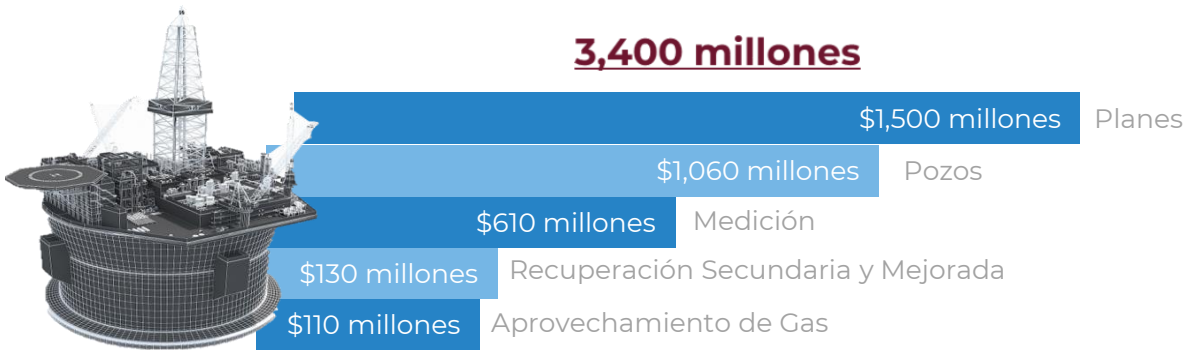 3,400 millones
$1,500 millones Planes
$1,060 millones Pozos
$610 millones Medición
$130 millones Recuperación Secundaria y Mejorada
$110 millones Aprovechamiento de Gas